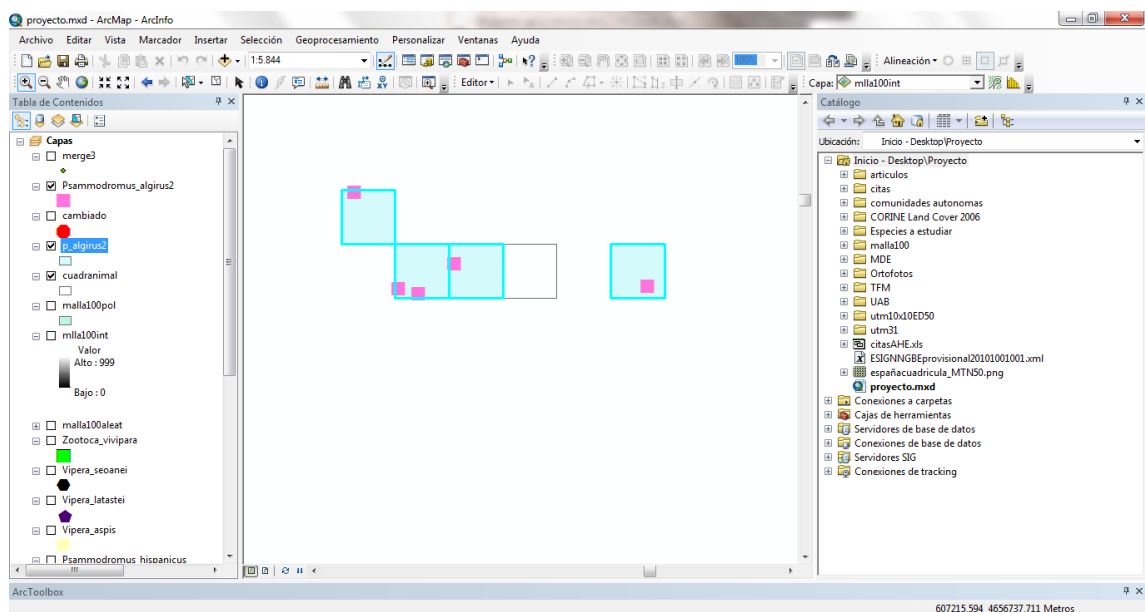 proyecto.mxd - ArcMap - ArcInfo
Archivo Editar Vista Marcador Insertar Selección Geoprocesamiento Personalizar Ventanas Ayuda
1:5.844 100% Alineación
Editor Capa: mlla100int
Tabla de Contenidos
Capas
merge3
Psammodromus_algirus2
cambiado
p_algirus2
cuadranimal
malla100pol
mlla100int
Valor
Alto : 999
Bajo : 0
malla100aleat
Zootoca_vivipara
Vipera_seoanei
Vipera_latastei
Vipera_aspis
Psammodromus_hispanicus
Catálogo
Ubicación: Inicio - Desktop\Proyecto
Inicio - Desktop\Proyecto
articulos
citas
comunidades autonomas
CORINE Land Cover 2006
Especies a estudiar
malla100
MDE
Ortofotos
TFM
UAB
utm10x10ED50
utm31
citasAHE.xls
ESIGNNGBEprovisional20101001001.xml
españacuadricula_MTN50.png
proyecto.mxd
Conexiones a carpetas
Cajas de herramientas
Servidores de base de datos
Conexiones de base de datos
Servidores SIG
Conexiones de tracking
ArcToolbox
607215,594 4656737,711 Metros